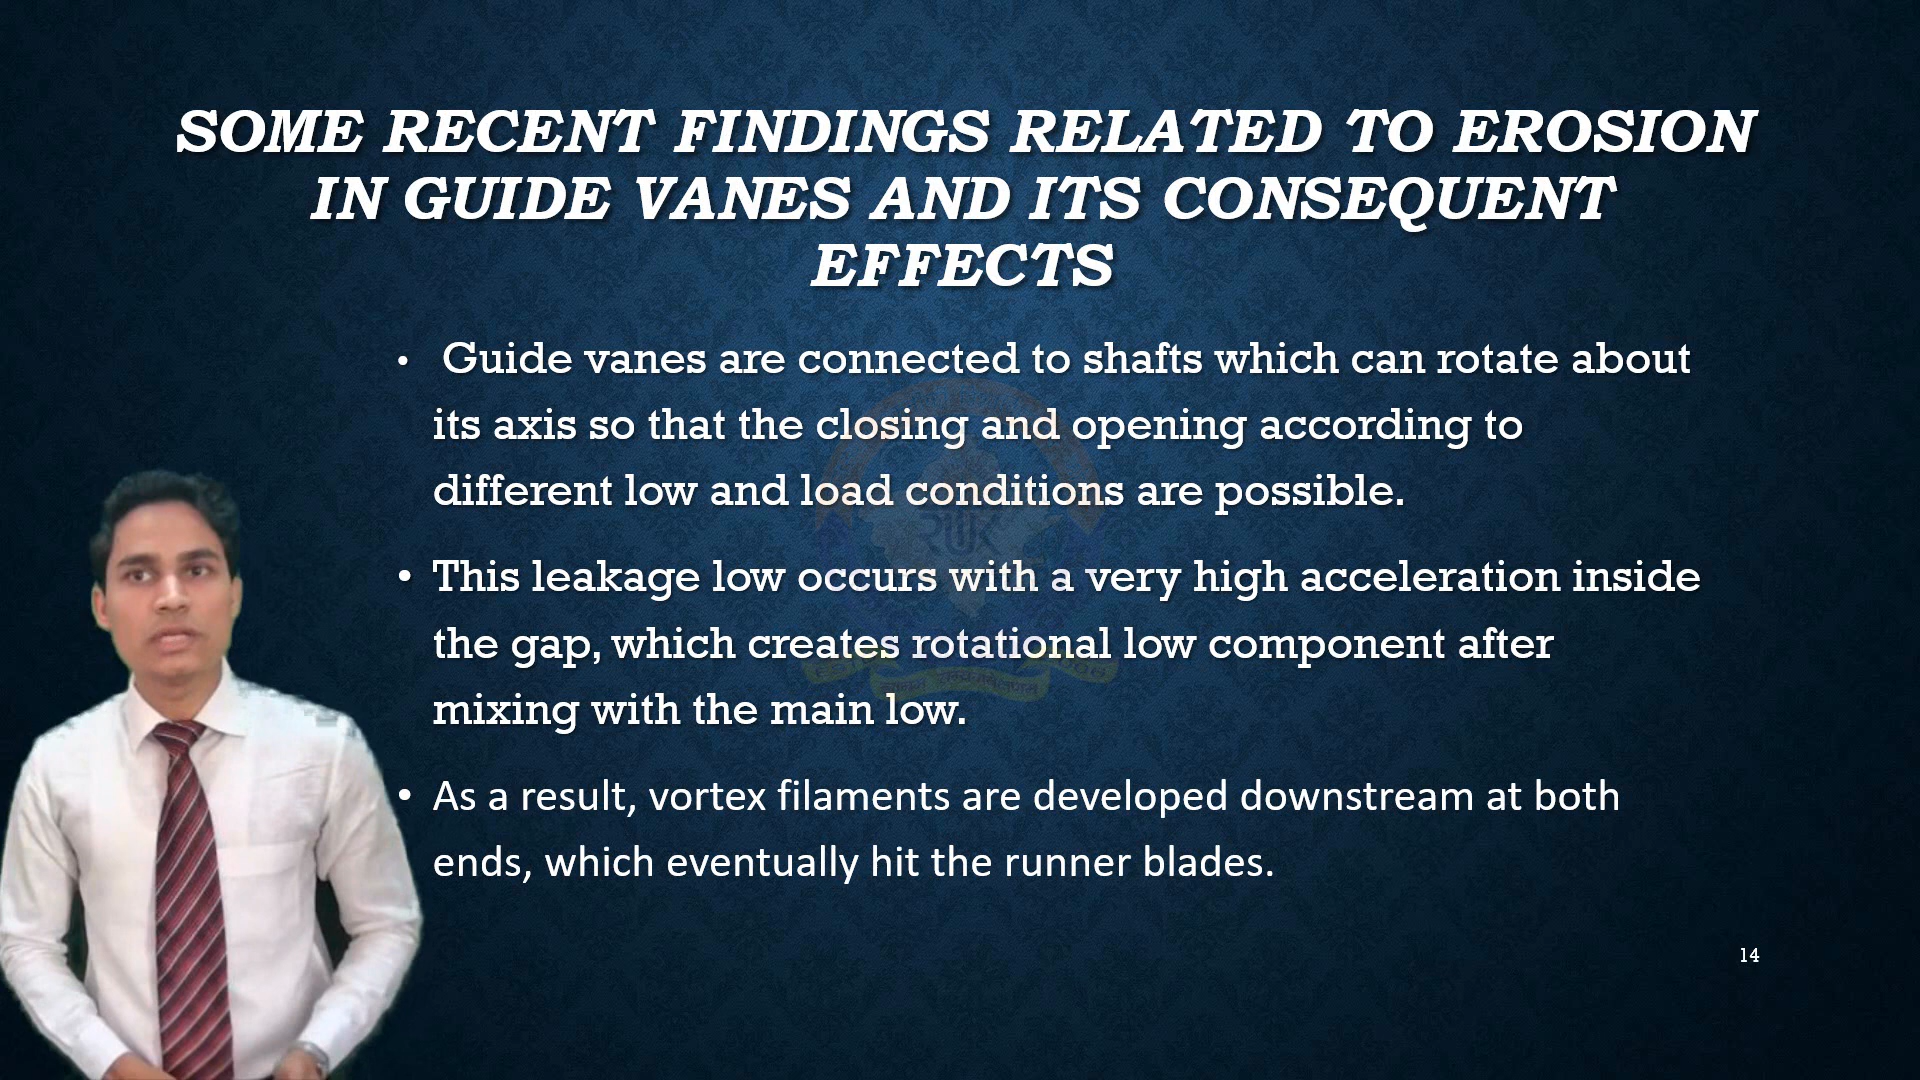 SOME RECENT FINDINGS RELATED TO EROSION
IN GUIDE VANES AND ITS CONSEQUENT
EFFECTS
• Guide vanes are connected to shafts which can rotate about
its axis so that the closing and opening according to
different low and load conditions are possible.
• This leakage low occurs with a very high acceleration inside
the gap, which creates rotational low component after
mixing with the main low.
• As a result, vortex filaments are developed downstream at both
ends, which eventually hit the runner blades.
14